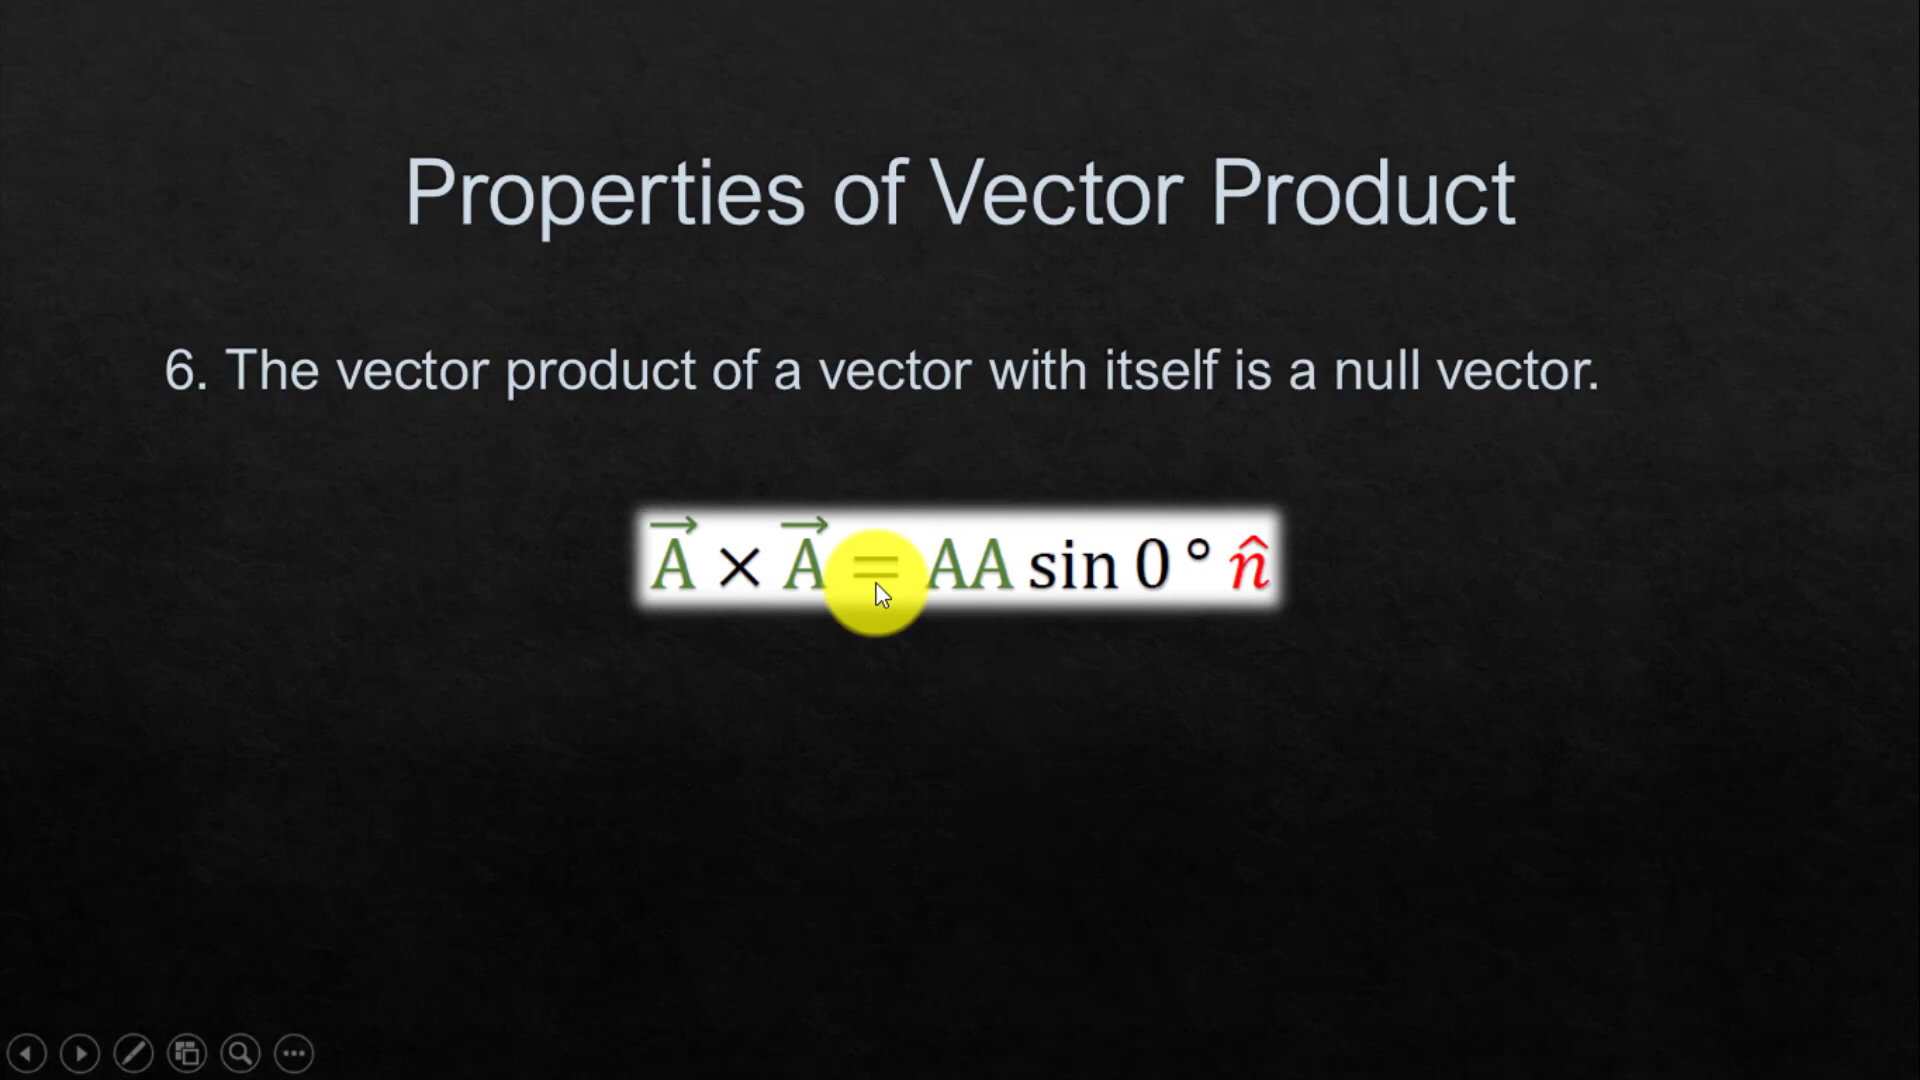 Properties of Vector Product
6. The vector product of a vector with itself is a null vector.
A⃗ × A⃗ = AA sin 0° n̂